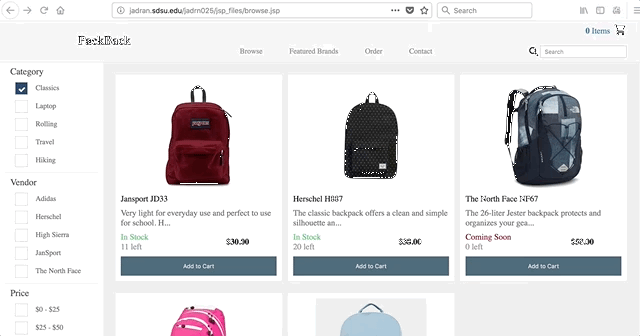 jadran.sdsu.edu/jadrn025/jsp_files/browse.jsp
Search
0 Items
PackBack
Browse Featured Brands Order Contact
Search
Category
Classics
Laptop
Rolling
Travel
Hiking
Vendor
Adidas
Herschel
High Sierra
JanSport
The North Face
Price
$0 - $25
$25 - $50
JANSPORT
Jansport JD33
Very light for everyday use and perfect to use
for school. H...
In Stock
11 left
$30.90
Add to Cart
Herschel H887
The classic backpack offers a clean and simple
silhouette an...
In Stock
20 left
Add to Cart
The North Face NF67
The 26-liter Jester backpack protects and
organizes your gea...
Coming Soon
0 left
Add to Cart